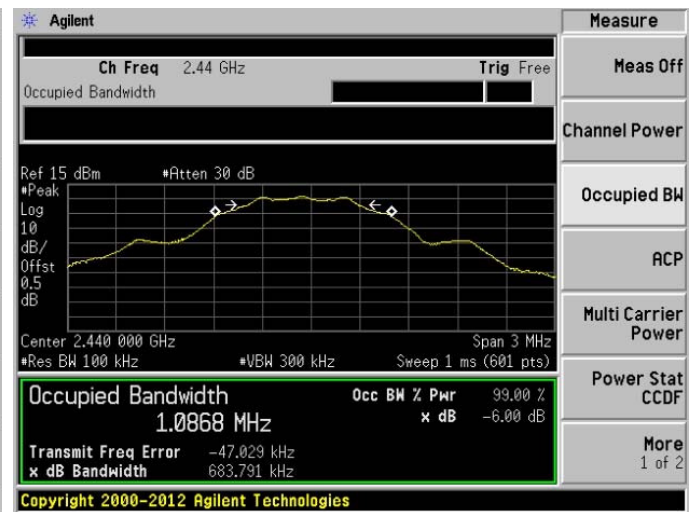 Agilent
Measure
Ch Freq 2.44 GHz Trig Free
Occupied Bandwidth
Meas Off
Channel Power
Occupied BW
ACP
Multi Carrier
Power
Power Stat
CCDF
More
1 of 2
Ref 15 dBm #Atten 30 dB
#Peak
Log
10
dB/
Offst
0.5
dB
Center 2.440 000 GHz Span 3 MHz
#Res BW 100 kHz #VBW 300 kHz Sweep 1 ms (601 pts)
Occupied Bandwidth Occ BW % Pwr 99.00 %
1.0868 MHz x dB -6.00 dB
Transmit Freq Error -47.029 kHz
x dB Bandwidth 683.791 kHz
Copyright 2000-2012 Agilent Technologies